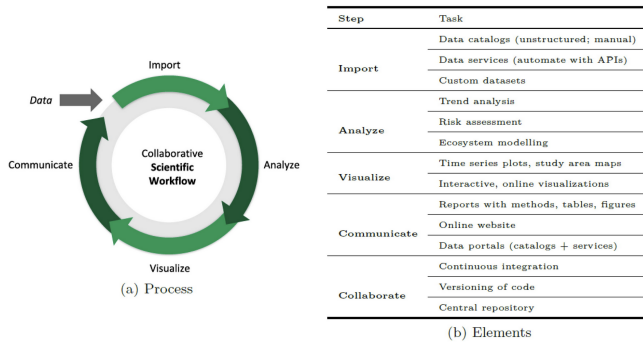 Import
Data
Collaborative
Scientific
Workflow
Communicate
Analyze
Visualize
(a) Process
Step Task
Import
Data catalogs (unstructured; manual)
Data services (automate with APIs)
Custom datasets
Analyze
Trend analysis
Risk assessment
Ecosystem modelling
Visualize
Time series plots, study area maps
Interactive, online visualizations
Communicate
Reports with methods, tables, figures
Online website
Data portals (catalogs + services)
Collaborate
Continuous integration
Versioning of code
Central repository
(b) Elements